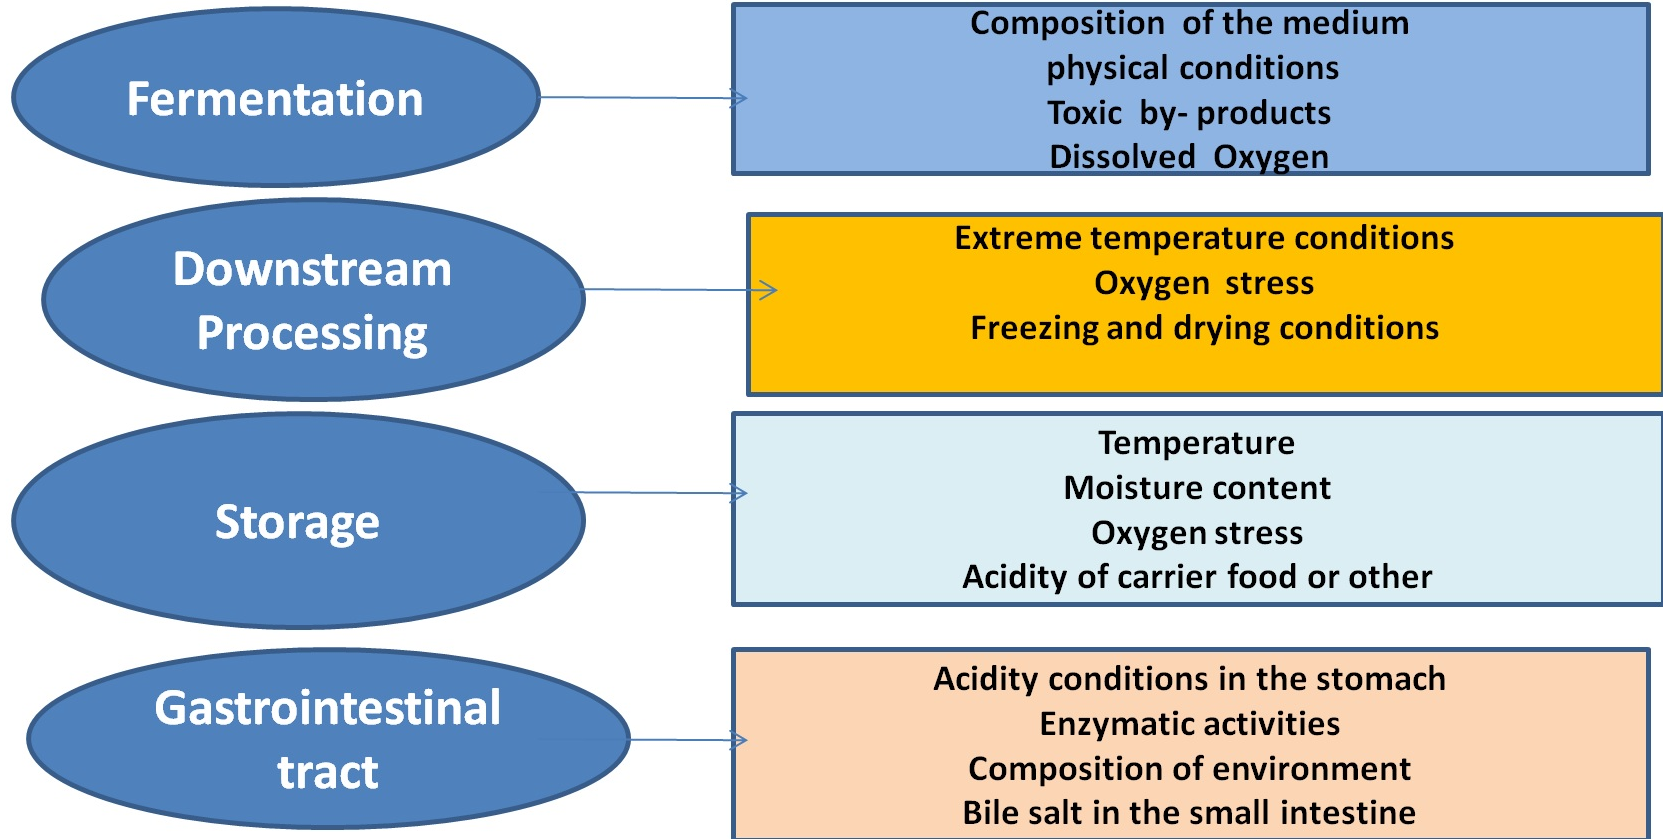 Fermentation
Composition of the medium
physical conditions
Toxic by- products
Dissolved Oxygen
Downstream
Processing
Extreme temperature conditions
Oxygen stress
Freezing and drying conditions
Storage
Temperature
Moisture content
Oxygen stress
Acidity of carrier food or other
Gastrointestinal
tract
Acidity conditions in the stomach
Enzymatic activities
Composition of environment
Bile salt in the small intestine